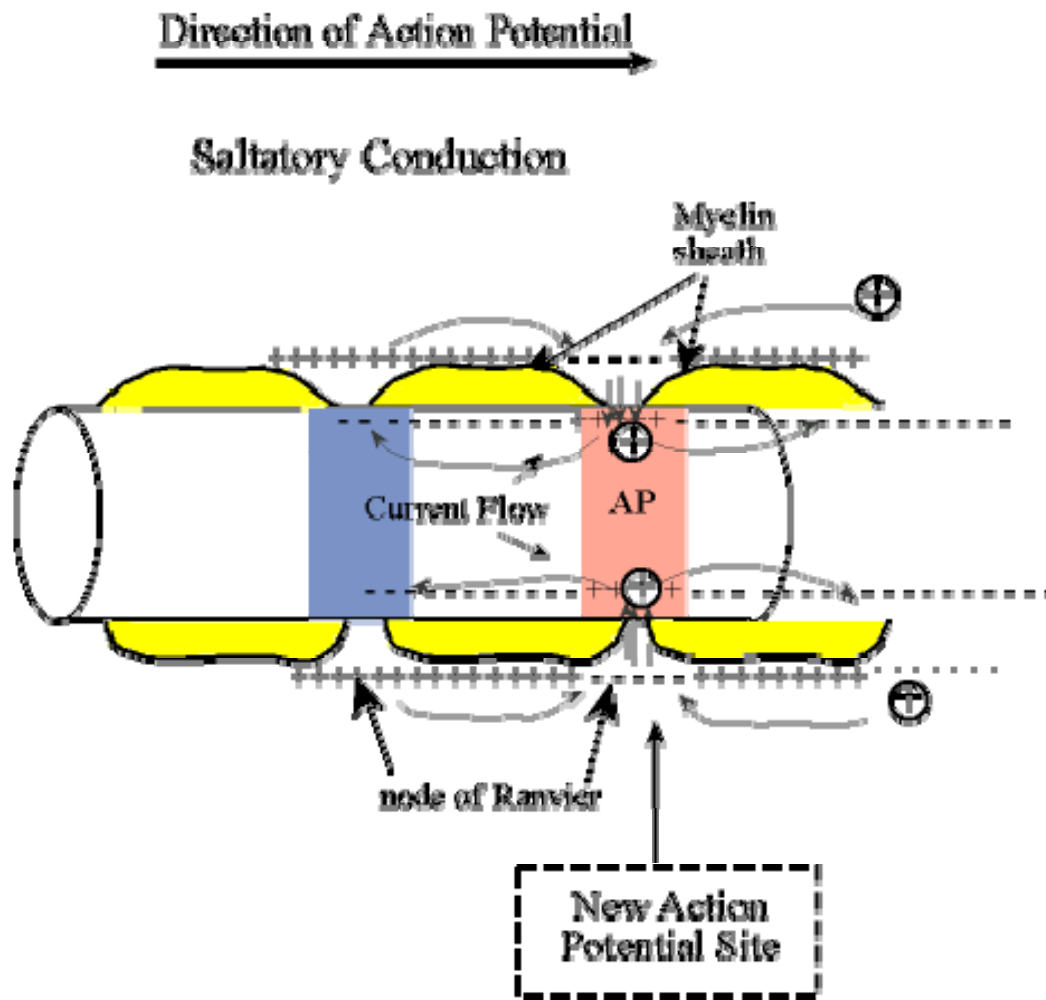 Direction of Action Potential
Saltatory Conduction
Myelin
sheath
Current Flow
AP
node of Ranvier
New Action
Potential Site